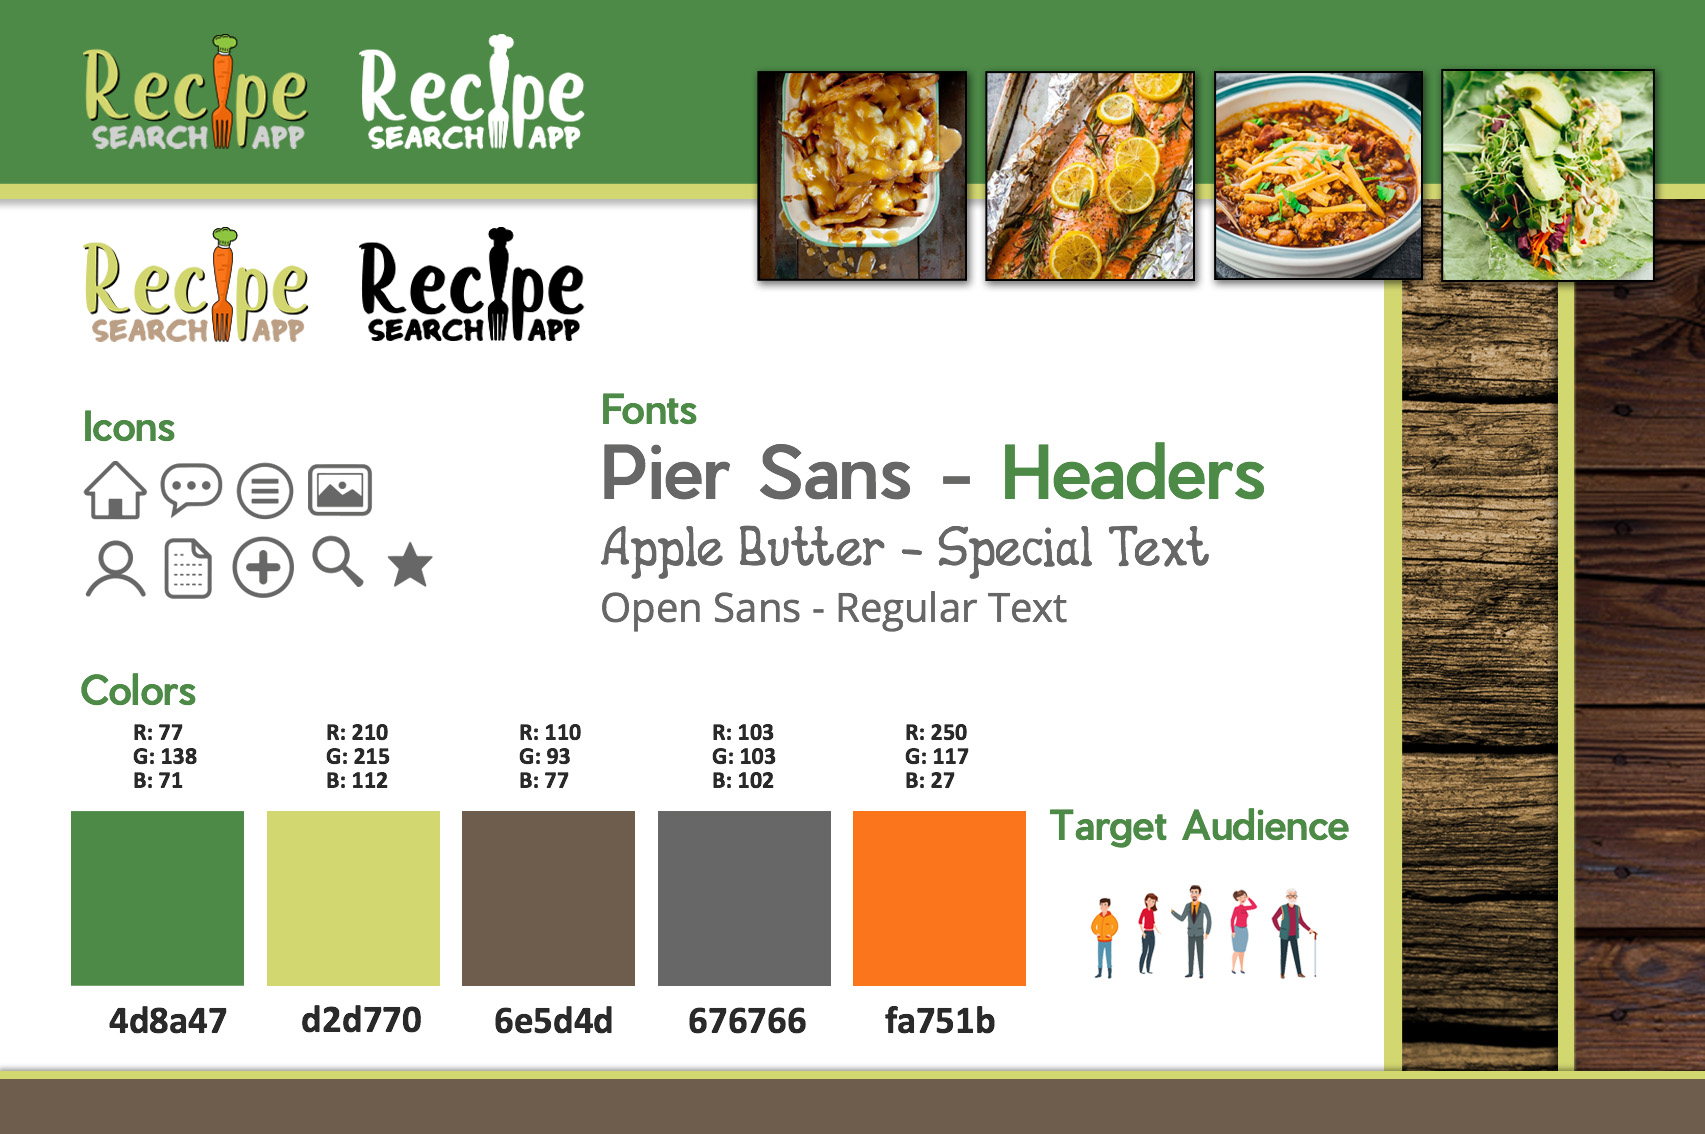 Recipe
SEARCH APP
Recipe
SEARCH APP
Recipe
SEARCH APP
Recipe
SEARCH APP
Icons
Fonts
Pier Sans - Headers
Apple Butter - Special Text
Open Sans - Regular Text
Colors
R: 77
G: 138
B: 71
R: 210
G: 215
B: 112
R: 110
G: 93
B: 77
R: 103
G: 103
B: 102
R: 250
G: 117
B: 27
4d8a47
d2d770
6e5d4d
676766
fa751b
Target Audience